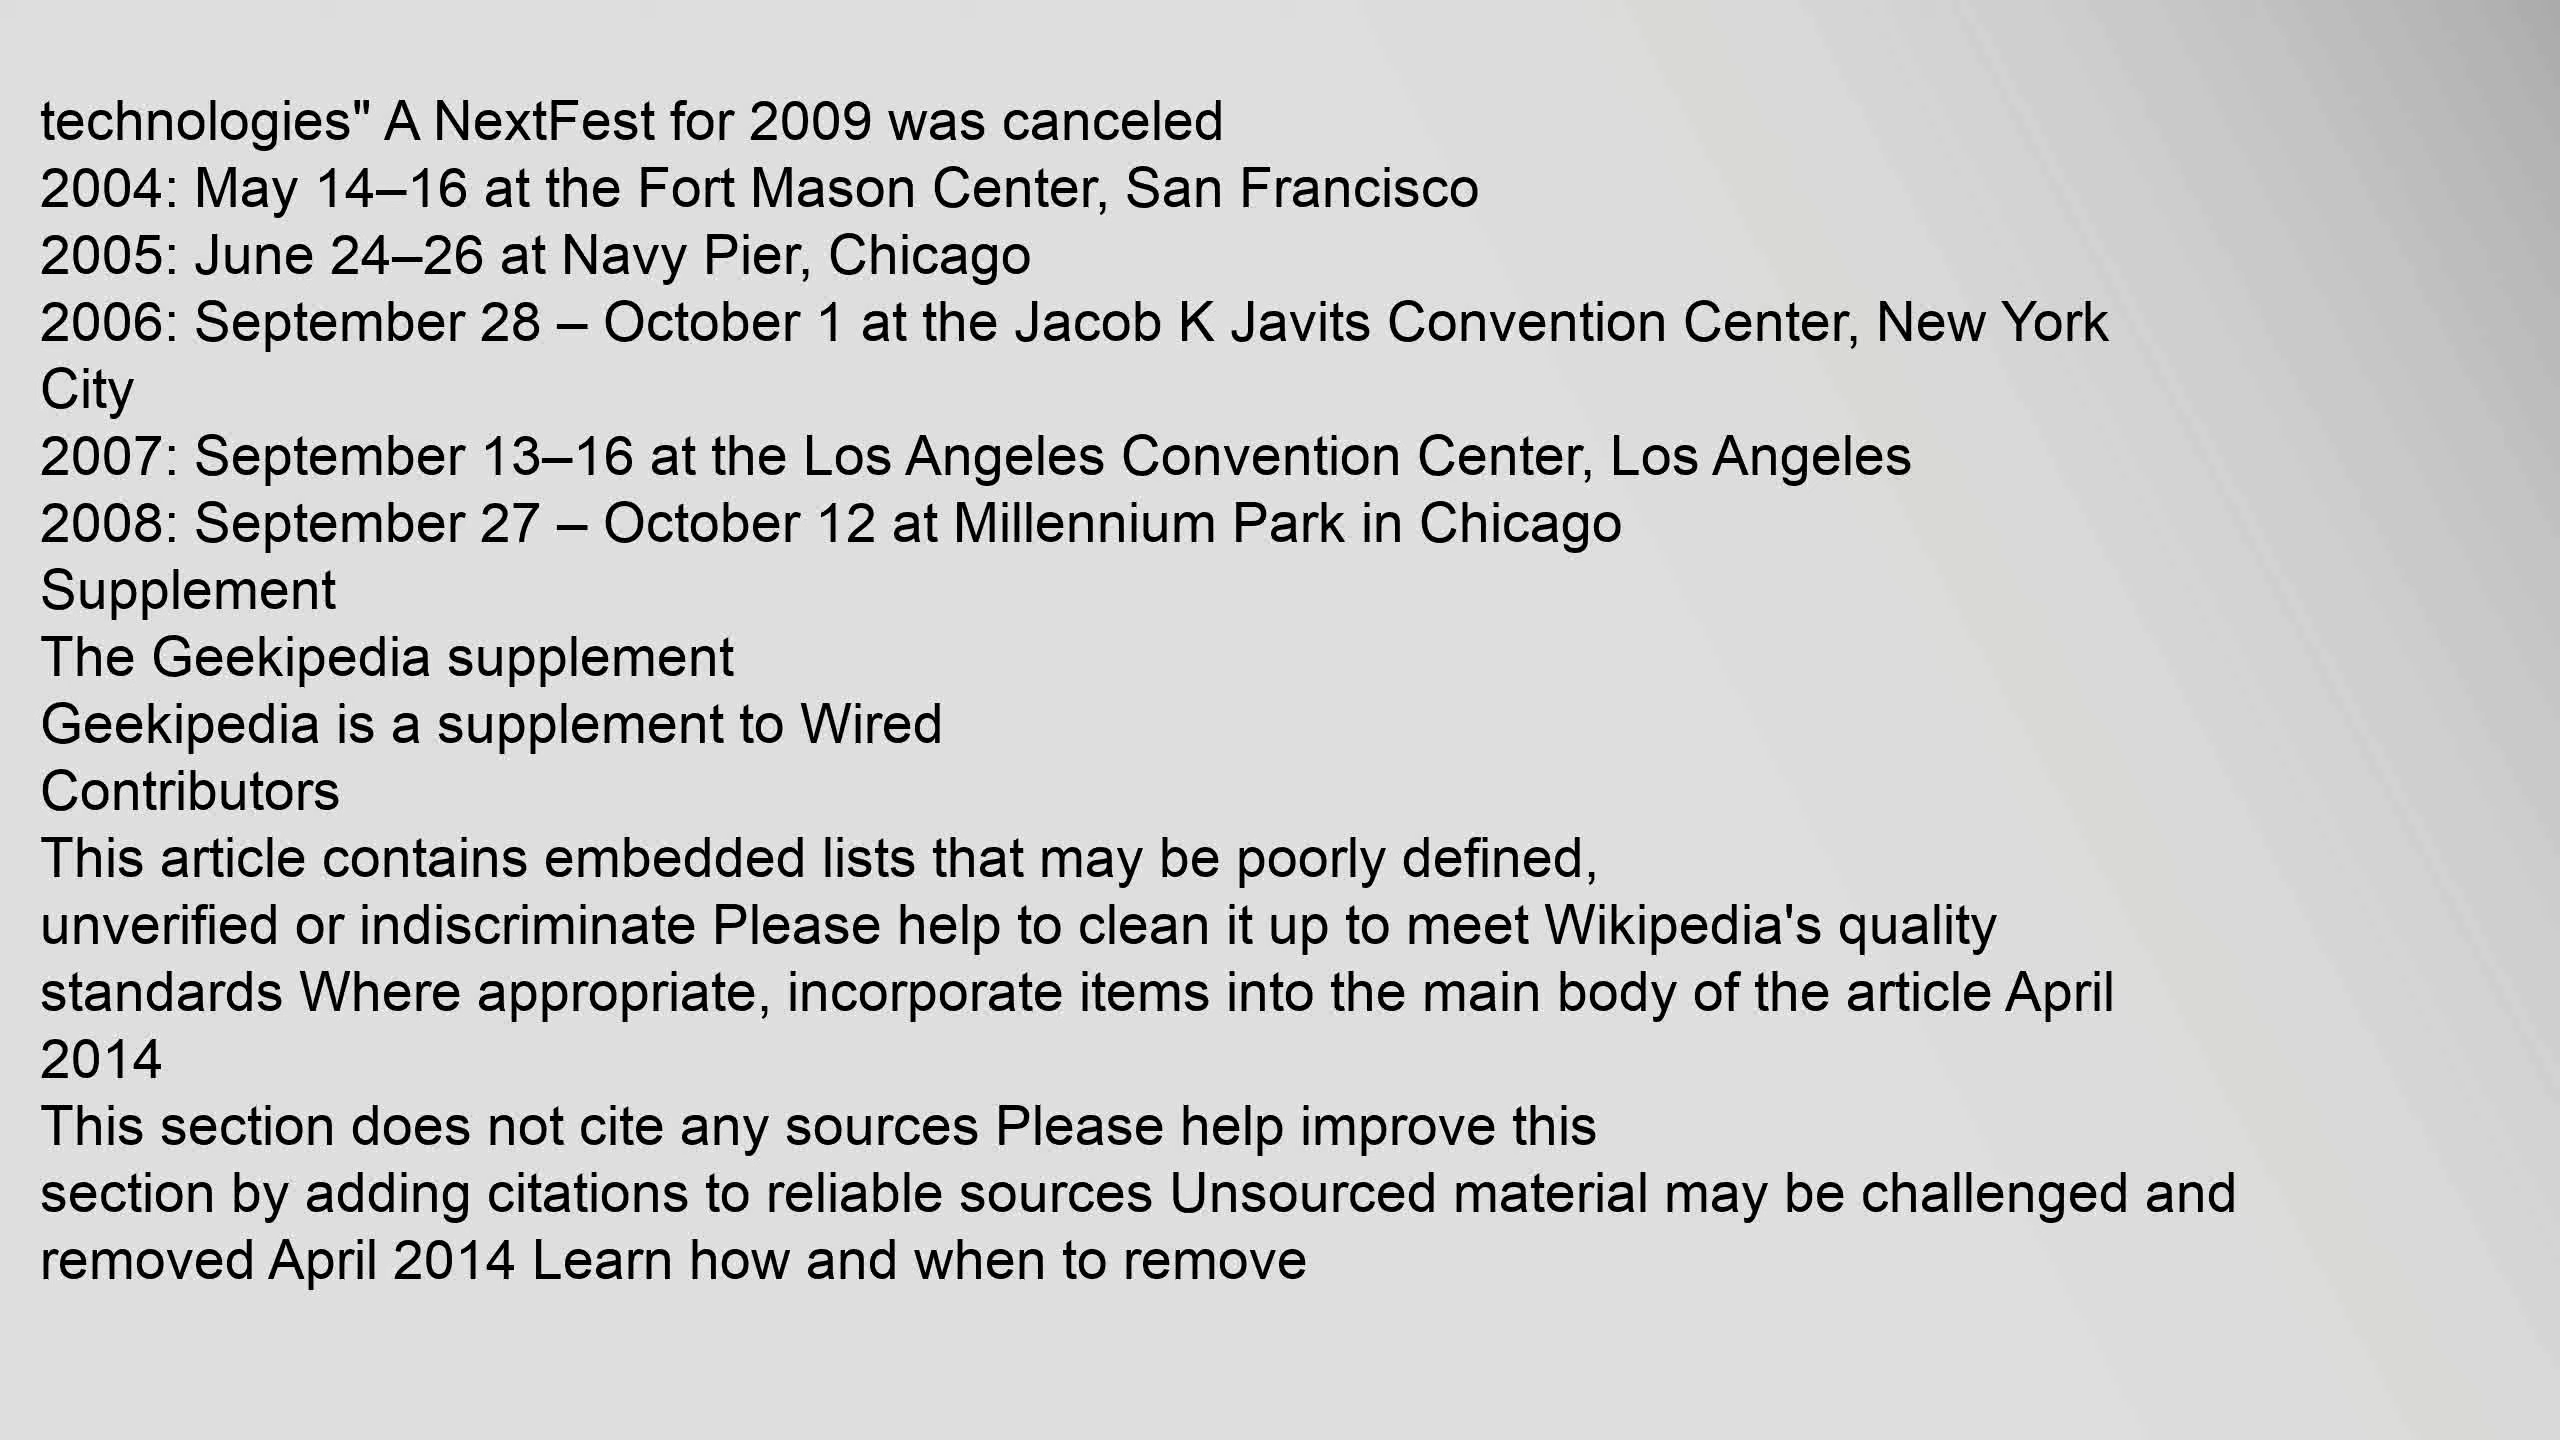 technologies" A NextFest for 2009 was canceled
2004: May 14–16 at the Fort Mason Center, San Francisco
2005: June 24–26 at Navy Pier, Chicago
2006: September 28 – October 1 at the Jacob K Javits Convention Center, New York
City
2007: September 13–16 at the Los Angeles Convention Center, Los Angeles
2008: September 27 – October 12 at Millennium Park in Chicago
Supplement
The Geekipedia supplement
Geekipedia is a supplement to Wired
Contributors
This article contains embedded lists that may be poorly defined,
unverified or indiscriminate Please help to clean it up to meet Wikipedia's quality
standards Where appropriate, incorporate items into the main body of the article April
2014
This section does not cite any sources Please help improve this
section by adding citations to reliable sources Unsourced material may be challenged and
removed April 2014 Learn how and when to remove